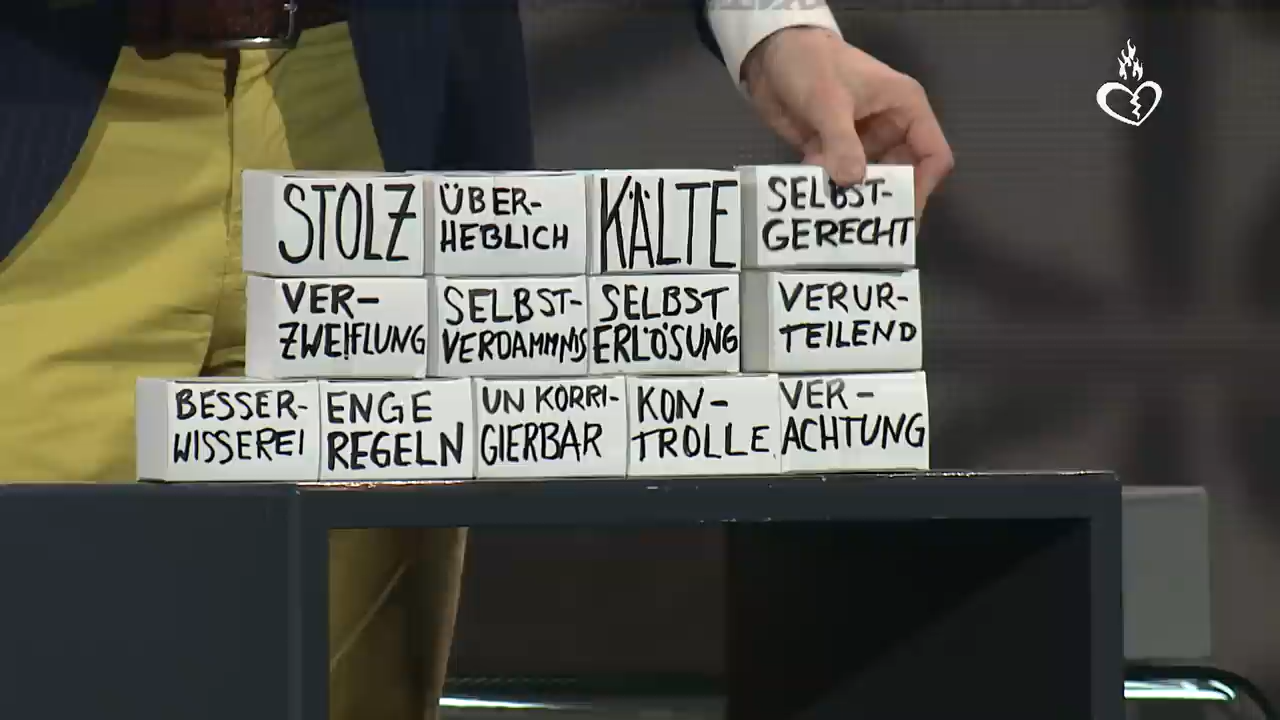 STOLZ
ÜBER-
HEBLICH
KÄLTE
SELBST-
GERECHT
VER-
ZWEIFLUNG
SELBST-
VERDAMMNIS
SELBST
ERLÖSUNG
VERUR-
TEILEND
BESSER-
WISSEREI
ENGE
REGELN
UN KORRI-
GIERBAR
KON-
TROLLE
VER-
ACHTUNG